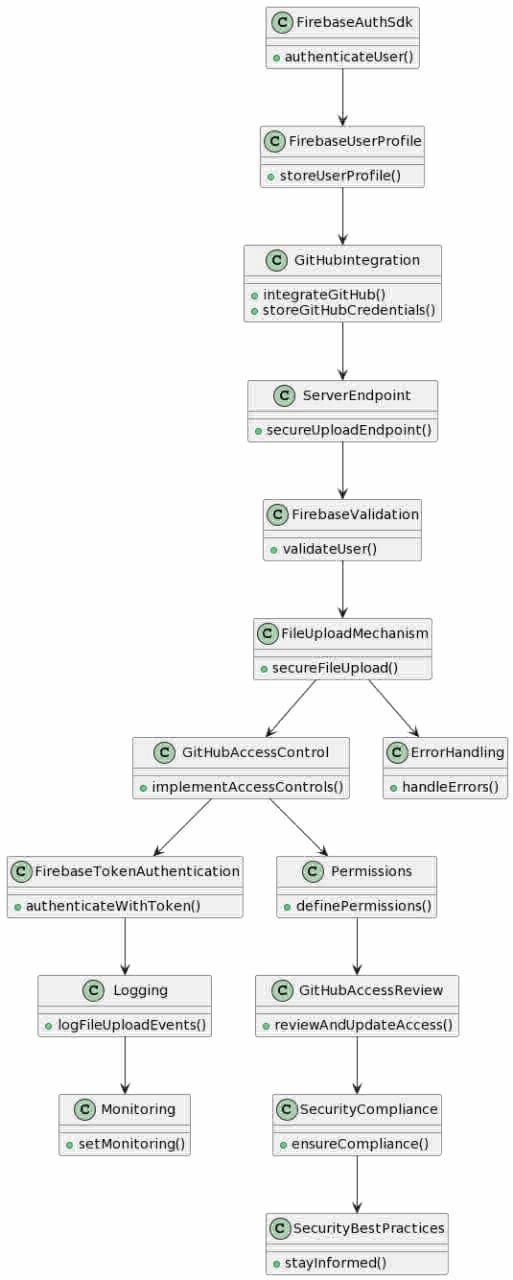 C FirebaseAuthSdk
authenticateUser()
C FirebaseUserProfile
storeUserProfile()
C GitHubIntegration
integrateGitHub()
storeGitHubCredentials()
C ServerEndpoint
secureUploadEndpoint()
C FirebaseValidation
validateUser()
C FileUploadMechanism
secureFileUpload()
C GitHubAccessControl
implementAccessControls()
C ErrorHandling
handleErrors()
C FirebaseTokenAuthentication
authenticateWithToken()
C Permissions
definePermissions()
C Logging
logFileUploadEvents()
C GitHubAccessReview
reviewAndUpdateAccess()
C Monitoring
setMonitoring()
C SecurityCompliance
ensureCompliance()
C SecurityBestPractices
stayInformed()